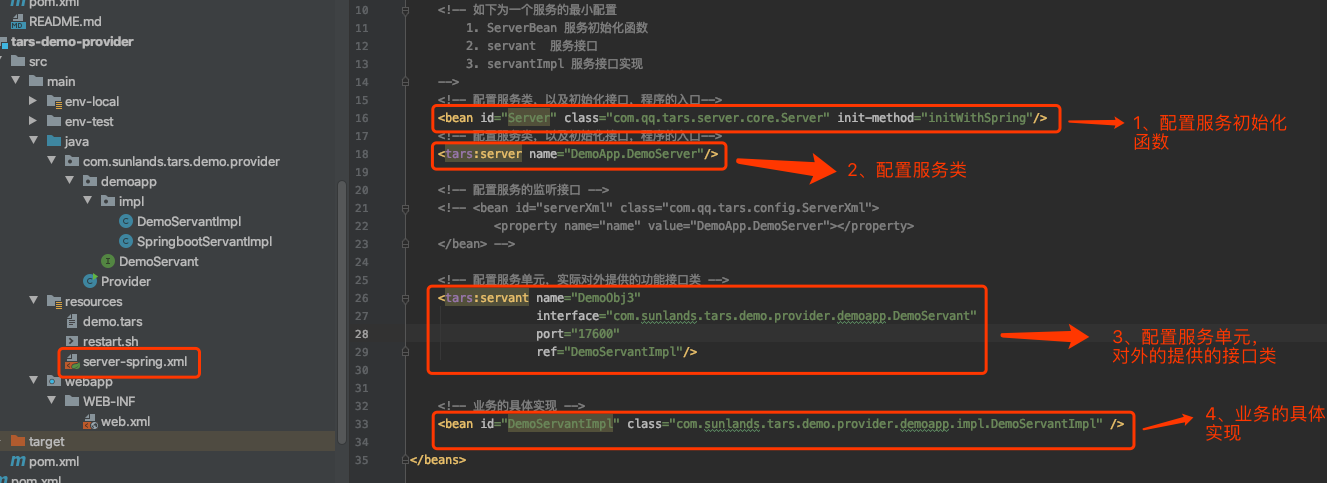 pom.xml
README.md
tars-demo-provider
src
main
env-local
env-test
java
com.sunlands.tars.demo.provider
demoapp
impl
DemoServantImpl
SpringbootServantImpl
DemoServant
Provider
resources
demo.tars
restart.sh
server-spring.xml
webapp
WEB-INF
web.xml
target
pom.xml
pom.xml
10 <!-- 如下为一个服务的最小配置
11 1. ServerBean 服务初始化函数
12 2. servant 服务接口
13 3. servantImpl 服务接口实现
14 -->
15 <!-- 配置服务类，以及初始化接口，程序的入口-->
16 <bean id="Server" class="com.qq.tars.server.core.Server" init-method="initWithSpring"/>
17 <!-- 配置服务类，以及初始化接口，程序的入口-->
18 <tars:server name="DemoApp.DemoServer"/>
19
20 <!-- 配置服务的监听接口 -->
21 <!-- <bean id="serverXml" class="com.qq.tars.config.ServerXml">
22 <property name="name" value="DemoApp.DemoServer"></property>
23 </bean> -->
24
25 <!-- 配置服务单元，实际对外提供的功能接口类 -->
26 <tars:servant name="DemoObj3"
27 interface="com.sunlands.tars.demo.provider.demoapp.DemoServant"
28 port="17600"
29 ref="DemoServantImpl"/>
30
31
32 <!-- 业务的具体实现 -->
33 <bean id="DemoServantImpl" class="com.sunlands.tars.demo.provider.demoapp.impl.DemoServantImpl" />
34
35 </beans>
1、配置服务初始化
函数
2、配置服务类
3、配置服务单元，
对外的提供的接口类
4、业务的具体
实现